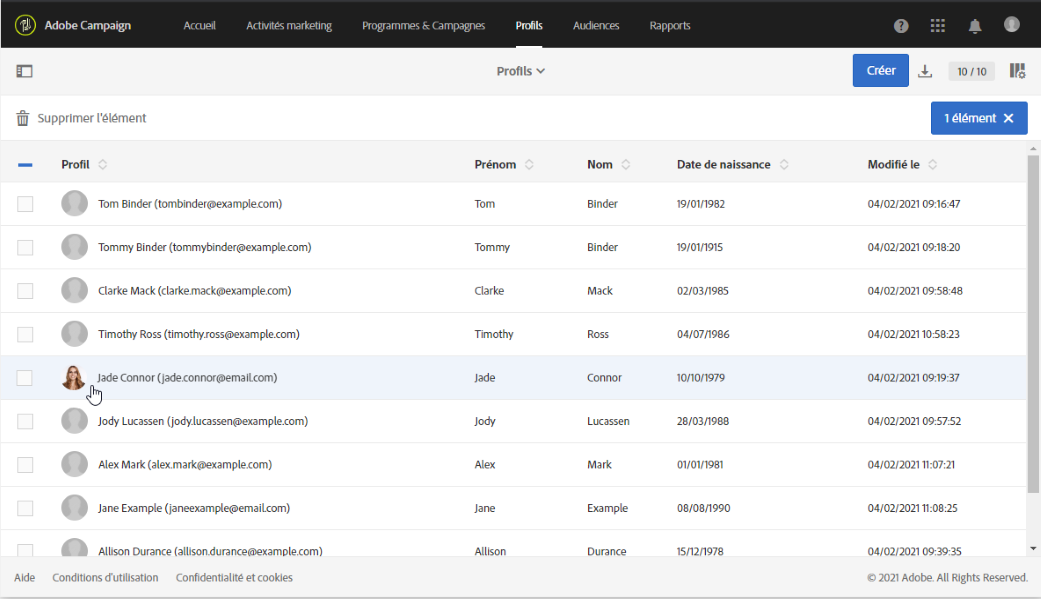 Adobe Campaign Accueil Activités marketing Programmes & Campagnes Profils Audiences Rapports
Profils Créer 10 / 10
Supprimer l'élément 1 élément
Profil Prénom Nom Date de naissance Modifié le
Tom Binder (tombinder@example.com) Tom Binder 19/01/1982 04/02/2021 09:16:47
Tommy Binder (tommybinder@example.com) Tommy Binder 19/01/1915 04/02/2021 09:18:20
Clarke Mack (clarke.mack@example.com) Clarke Mack 02/03/1985 04/02/2021 09:58:48
Timothy Ross (timothy.ross@example.com) Timothy Ross 04/07/1986 04/02/2021 10:58:23
Jade Connor (jade.connor@email.com) Jade Connor 10/10/1979 04/02/2021 09:19:37
Jody Lucassen (jody.lucassen@example.com) Jody Lucassen 28/03/1988 04/02/2021 09:57:52
Alex Mark (alex.mark@example.com) Alex Mark 01/01/1981 04/02/2021 11:07:21
Jane Example (janeexample@email.com) Jane Example 08/08/1990 04/02/2021 11:08:25
Allison Durance (allison.durance@example.com) Allison Durance 15/12/1978 04/02/2021 09:39:35
Aide Conditions d'utilisation Confidentialité et cookies © 2021 Adobe. All Rights Reserved.